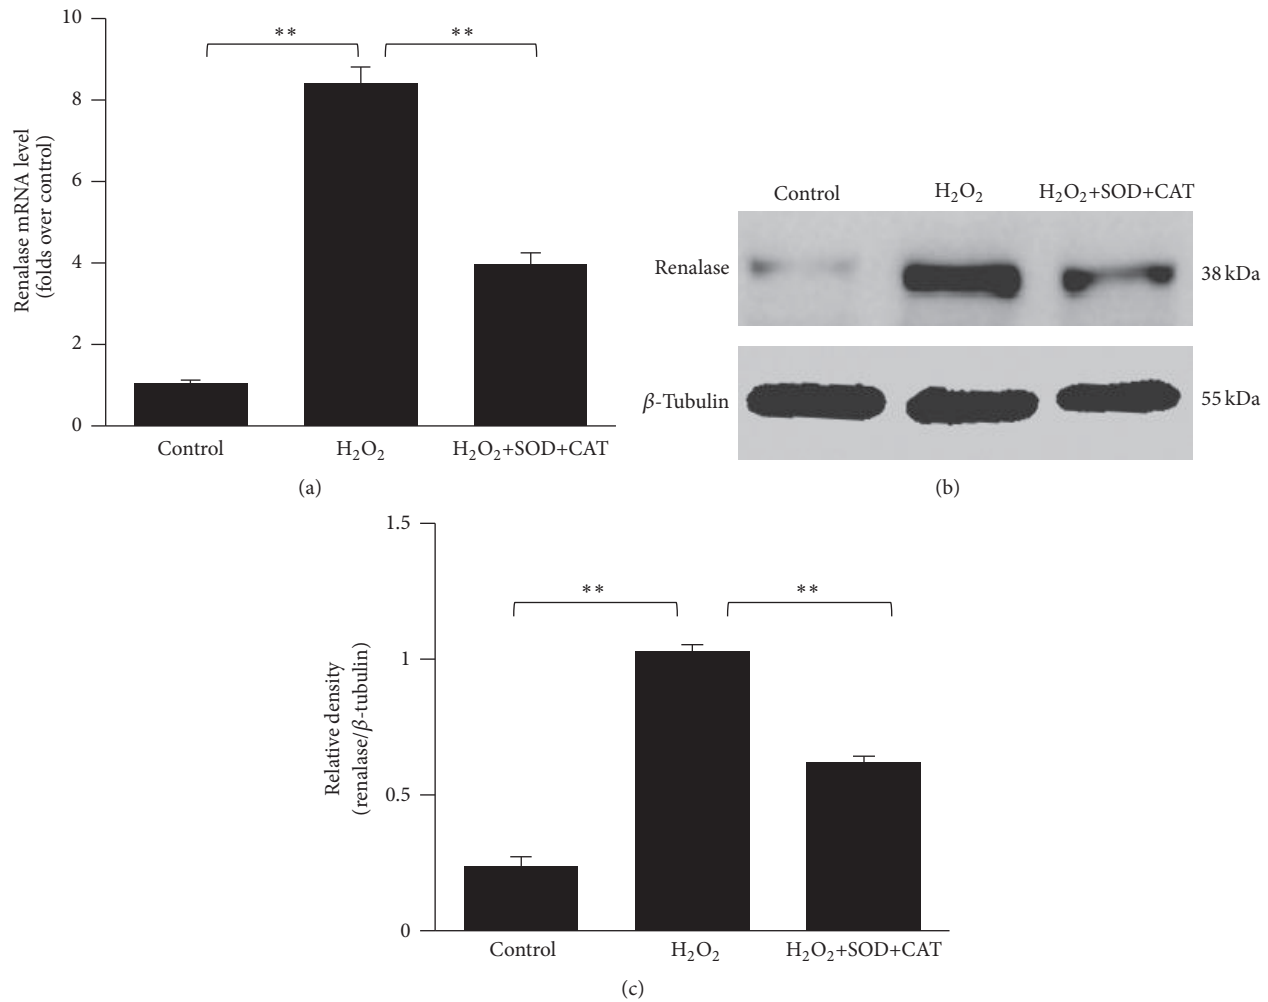 10
8
6
4
2
0
Renalase mRNA level
(folds over control)
**
**
Control
H₂O₂
H₂O₂+SOD+CAT
(a)
Control
H₂O₂
H₂O₂+SOD+CAT
Renalase
38 kDa
β-Tubulin
55 kDa
(b)
1.5
1
0.5
0
Relative density
(renalase/β-tubulin)
**
**
Control
H₂O₂
H₂O₂+SOD+CAT
(c)